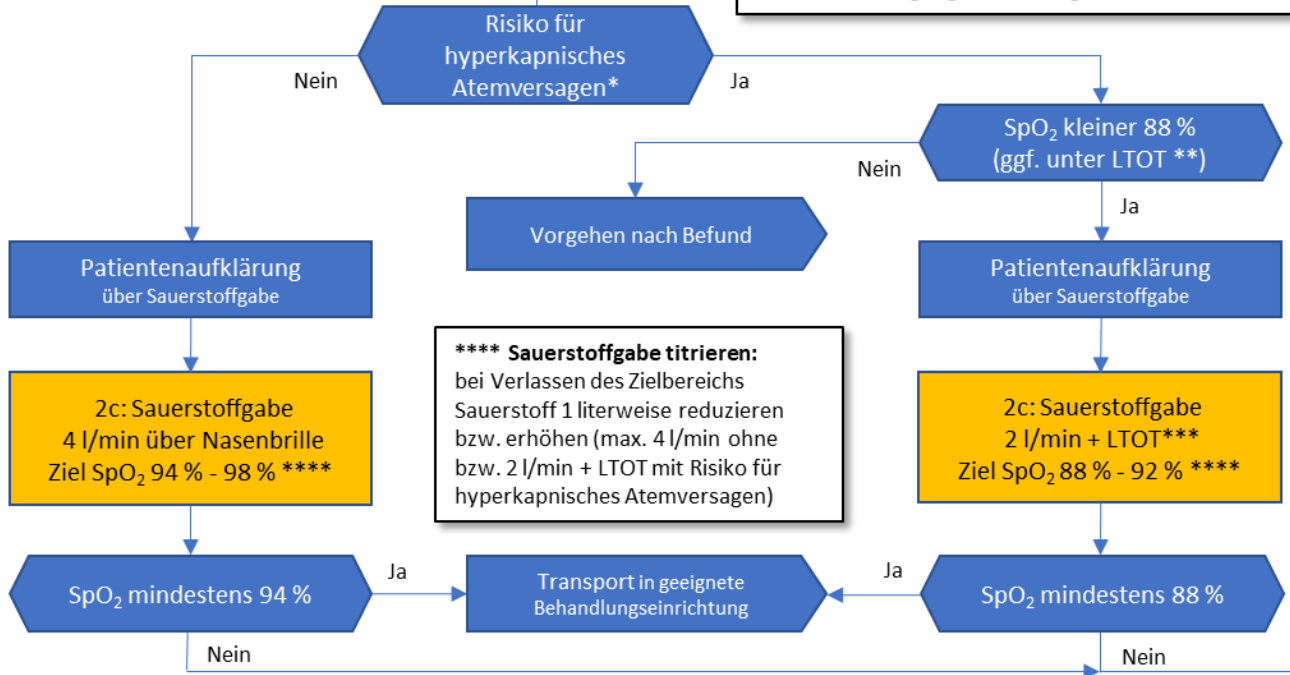 Risiko für
hyperkapnisches
Atemversagen*
Nein
Ja
SpO₂ kleiner 88 %
(ggf. unter LTOT **)
Nein
Ja
Vorgehen nach Befund
Patientenaufklärung
über Sauerstoffgabe
Patientenaufklärung
über Sauerstoffgabe
**** Sauerstoffgabe titrieren:
bei Verlassen des Zielbereichs
Sauerstoff 1 literweise reduzieren
bzw. erhöhen (max. 4 l/min ohne
bzw. 2 l/min + LTOT mit Risiko für
hyperkapnisches Atemversagen)
2c: Sauerstoffgabe
4 l/min über Nasenbrille
Ziel SpO₂ 94 % - 98 % ****
2c: Sauerstoffgabe
2 l/min + LTOT***
Ziel SpO₂ 88 % - 92 % ****
SpO₂ mindestens 94 %
Ja
Transport in geeignete
Behandlungseinrichtung
Ja
SpO₂ mindestens 88 %
Nein
Nein